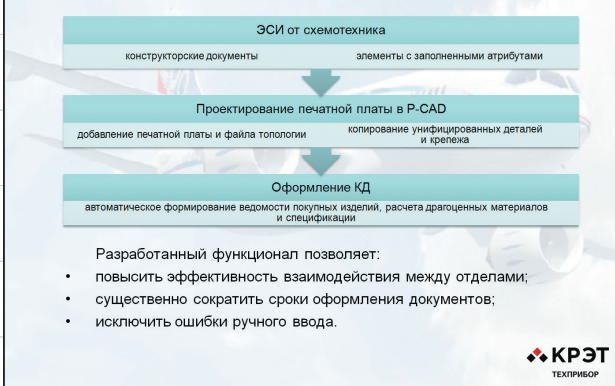 ЭСИ от схемотехника
конструкторские документы
элементы с заполненными атрибутами
Проектирование печатной платы в P-CAD
добавление печатной платы и файла топологии
копирование унифицированных деталей
и крепежа
Оформление КД
автоматическое формирование ведомости покупных изделий, расчета драгоценных материалов
и спецификации
Разработанный функционал позволяет:
• повысить эффективность взаимодействия между отделами;
• существенно сократить сроки оформления документов;
• исключить ошибки ручного ввода.
КРЭТ
ТЕХПРИБОР